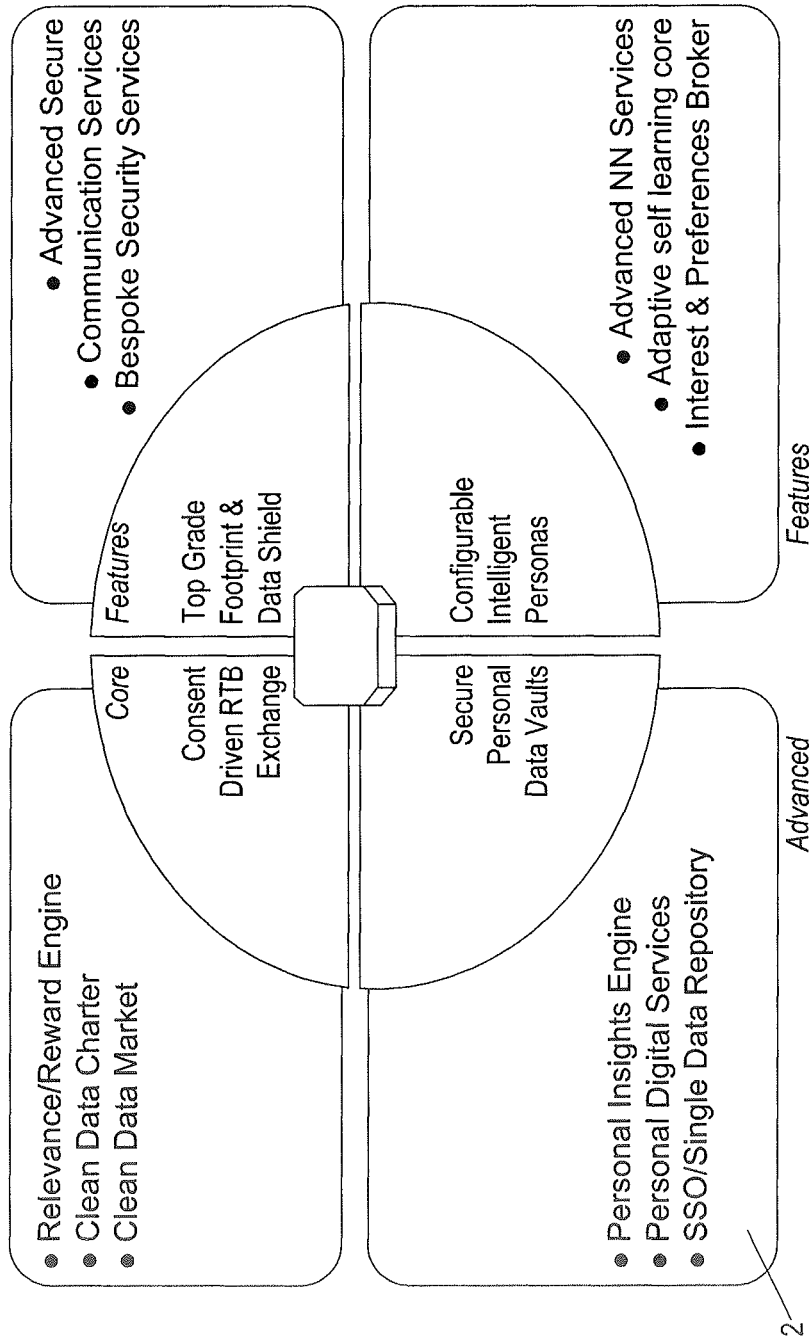 • Relevance/Reward Engine
• Clean Data Charter
• Clean Data Market
• Advanced Secure
• Communication Services
• Bespoke Security Services
Core
Features
Consent
Driven RTB
Exchange
Top Grade
Footprint &
Data Shield
Secure
Personal
Data Vaults
Configurable
Intelligent
Personas
• Personal Insights Engine
• Personal Digital Services
• SSO/Single Data Repository
• Advanced NN Services
• Adaptive self learning core
• Interest & Preferences Broker
Advanced
Features
2